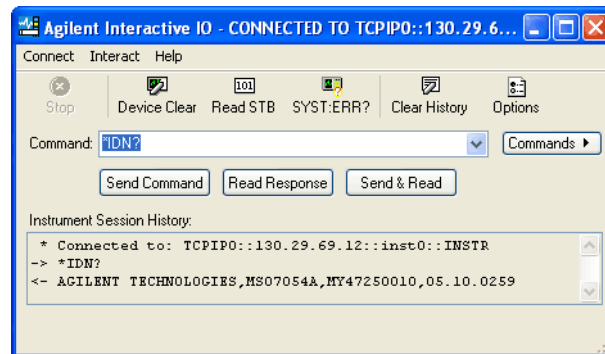 Agilent Interactive IO - CONNECTED TO TCPIP0::130.29.6...
Connect Interact Help
101
Stop Device Clear Read STB SYST:ERR? Clear History Options
Command: *IDN? Commands
Send Command Read Response Send & Read
Instrument Session History:
* Connected to: TCPIP0::130.29.69.12::inst0::INSTR
-> *IDN?
<- AGILENT TECHNOLOGIES,MSO7054A,MY47250010,05.10.0259